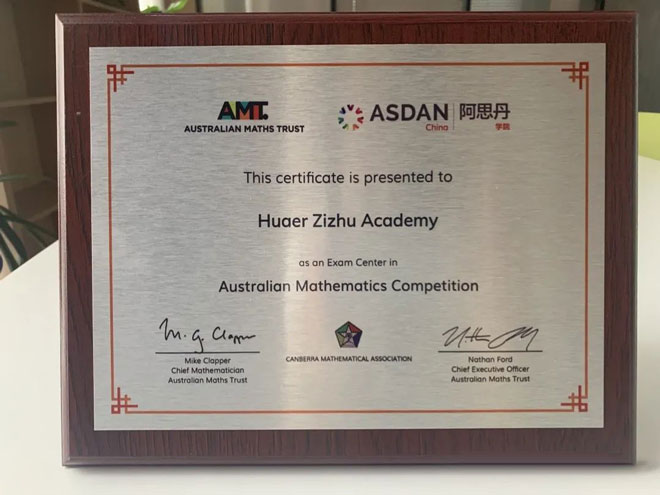 AMT.
AUSTRALIAN MATHS TRUST
ASDAN 阿思丹
China 学院
This certificate is presented to
Huaer Zizhu Academy
as an Exam Center in
Australian Mathematics Competition
M. G. Clapper
Mike Clapper
Chief Mathematician
Australian Maths Trust
CANBERRA MATHEMATICAL ASSOCIATION
Nathan Ford
Chief Executive Officer
Australian Maths Trust